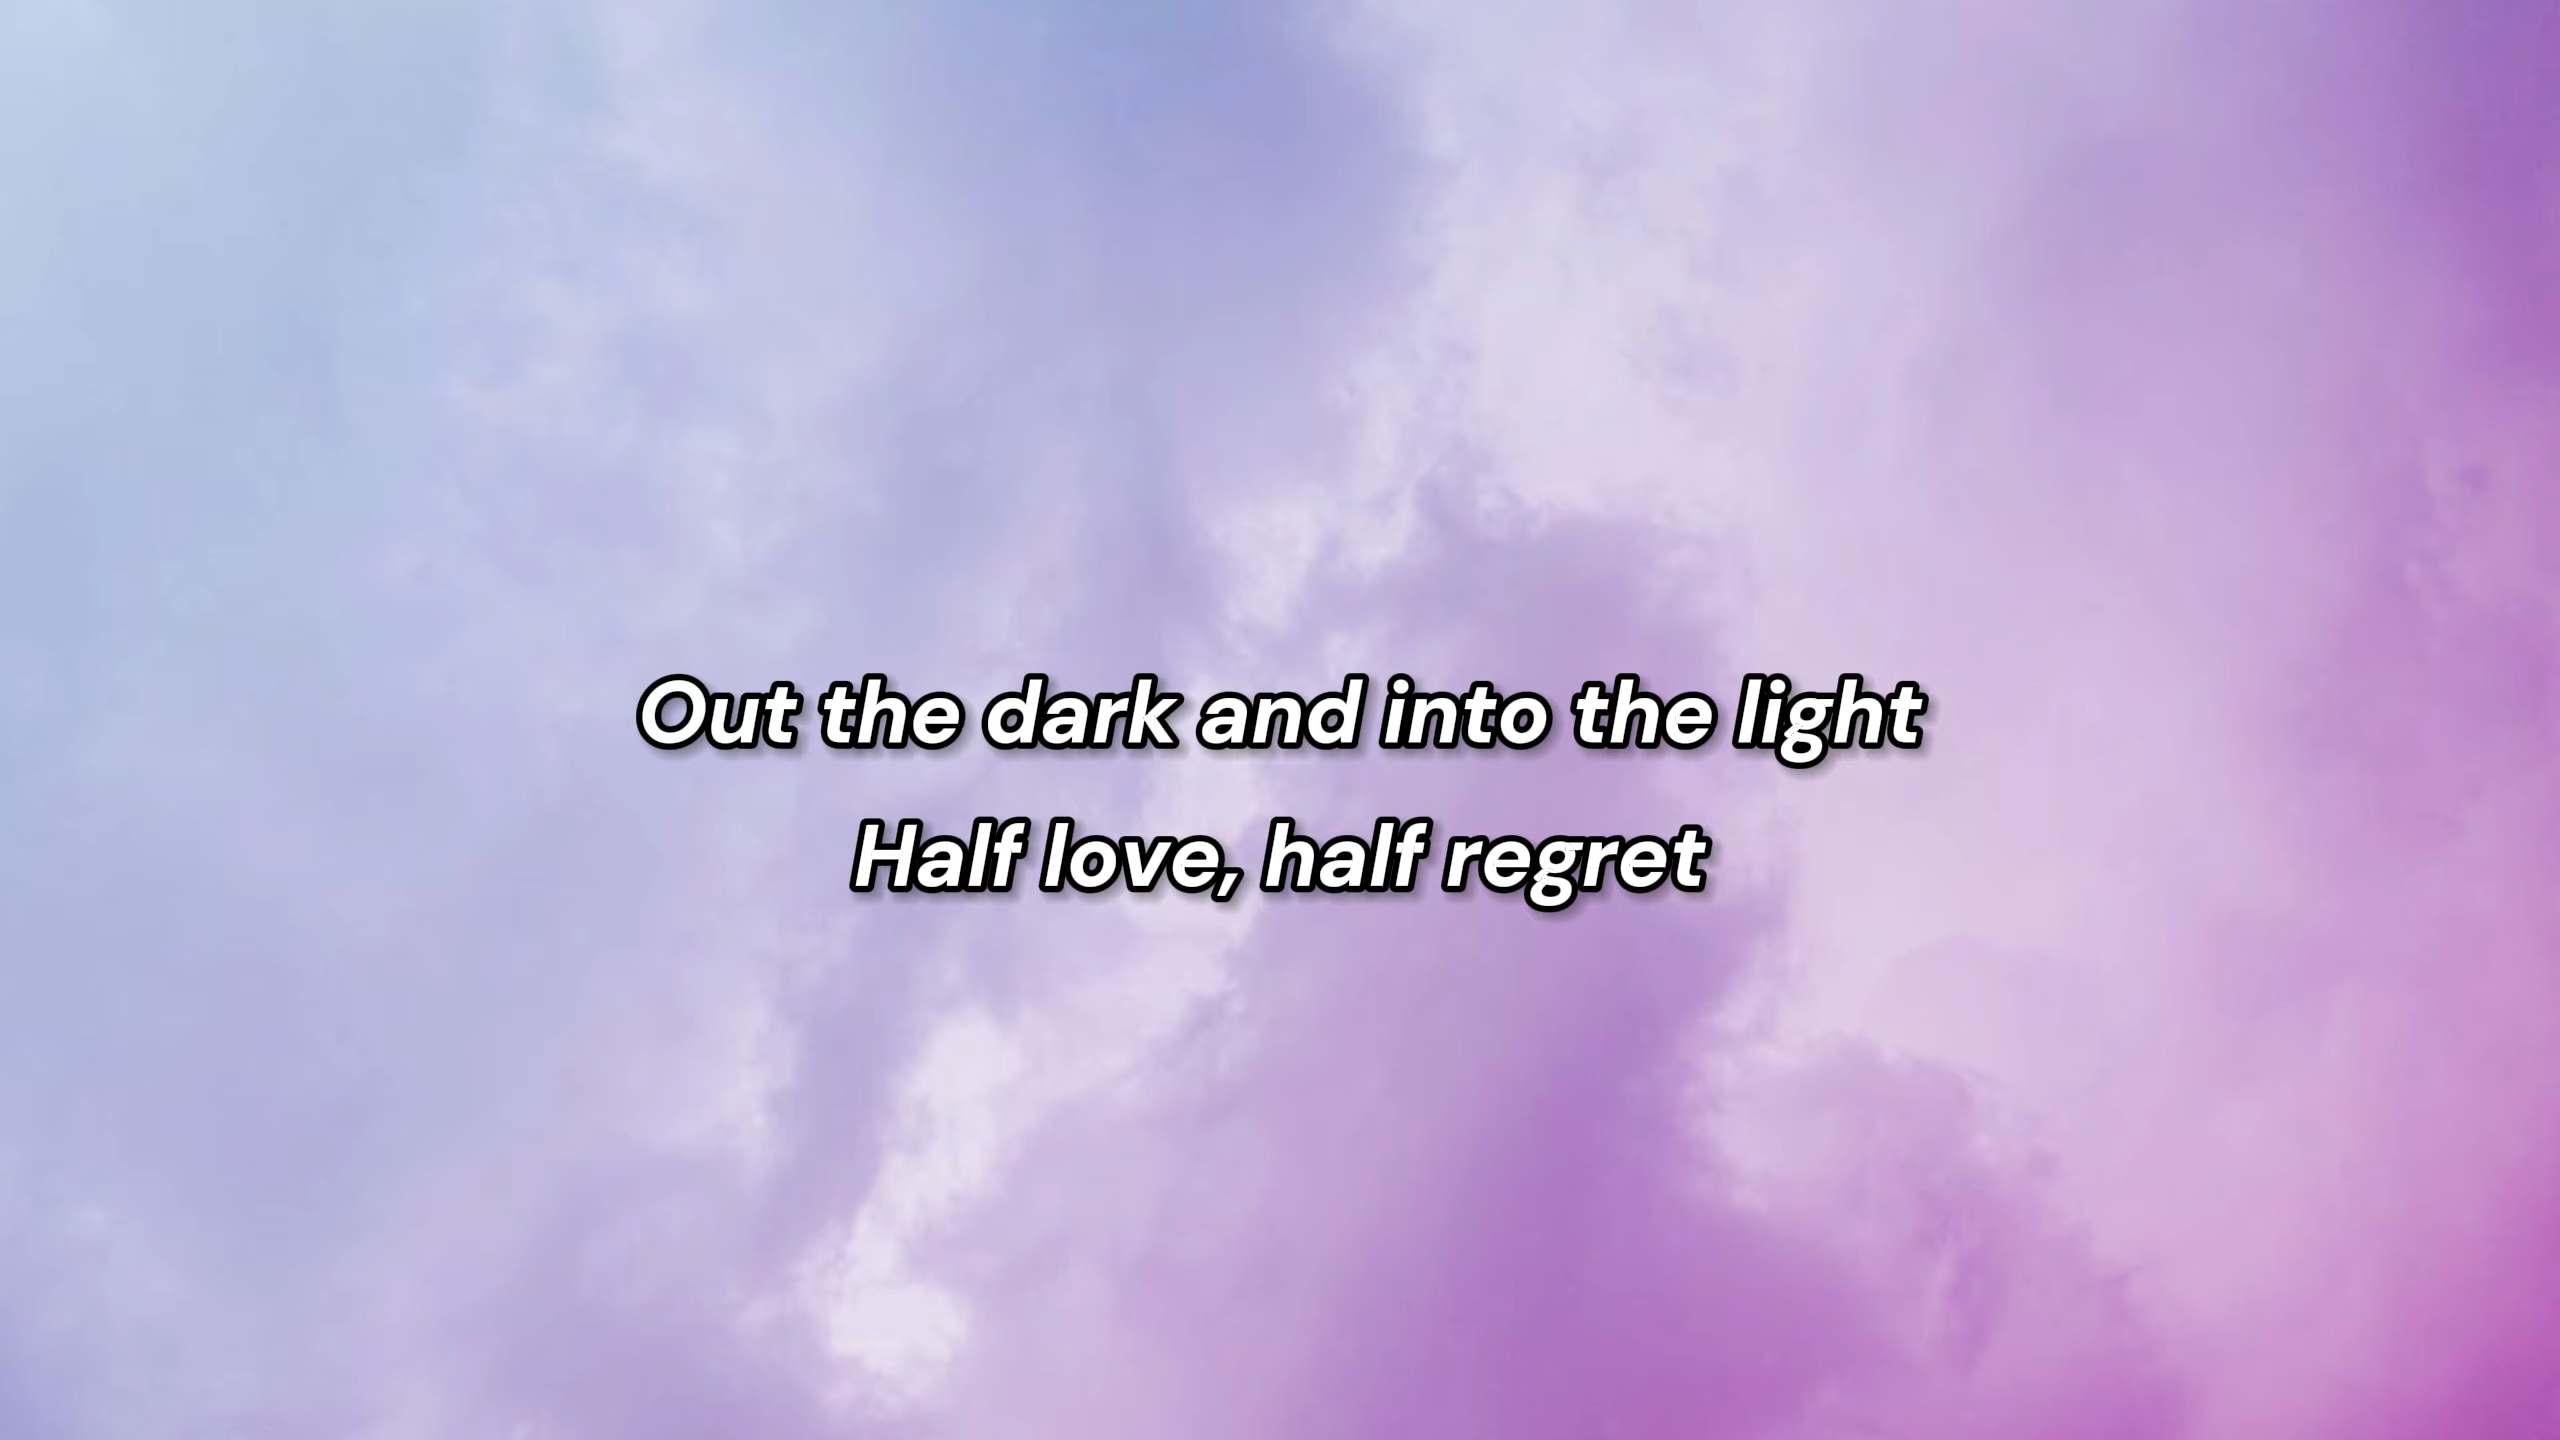 Out the dark and into the light
Half love, half regret